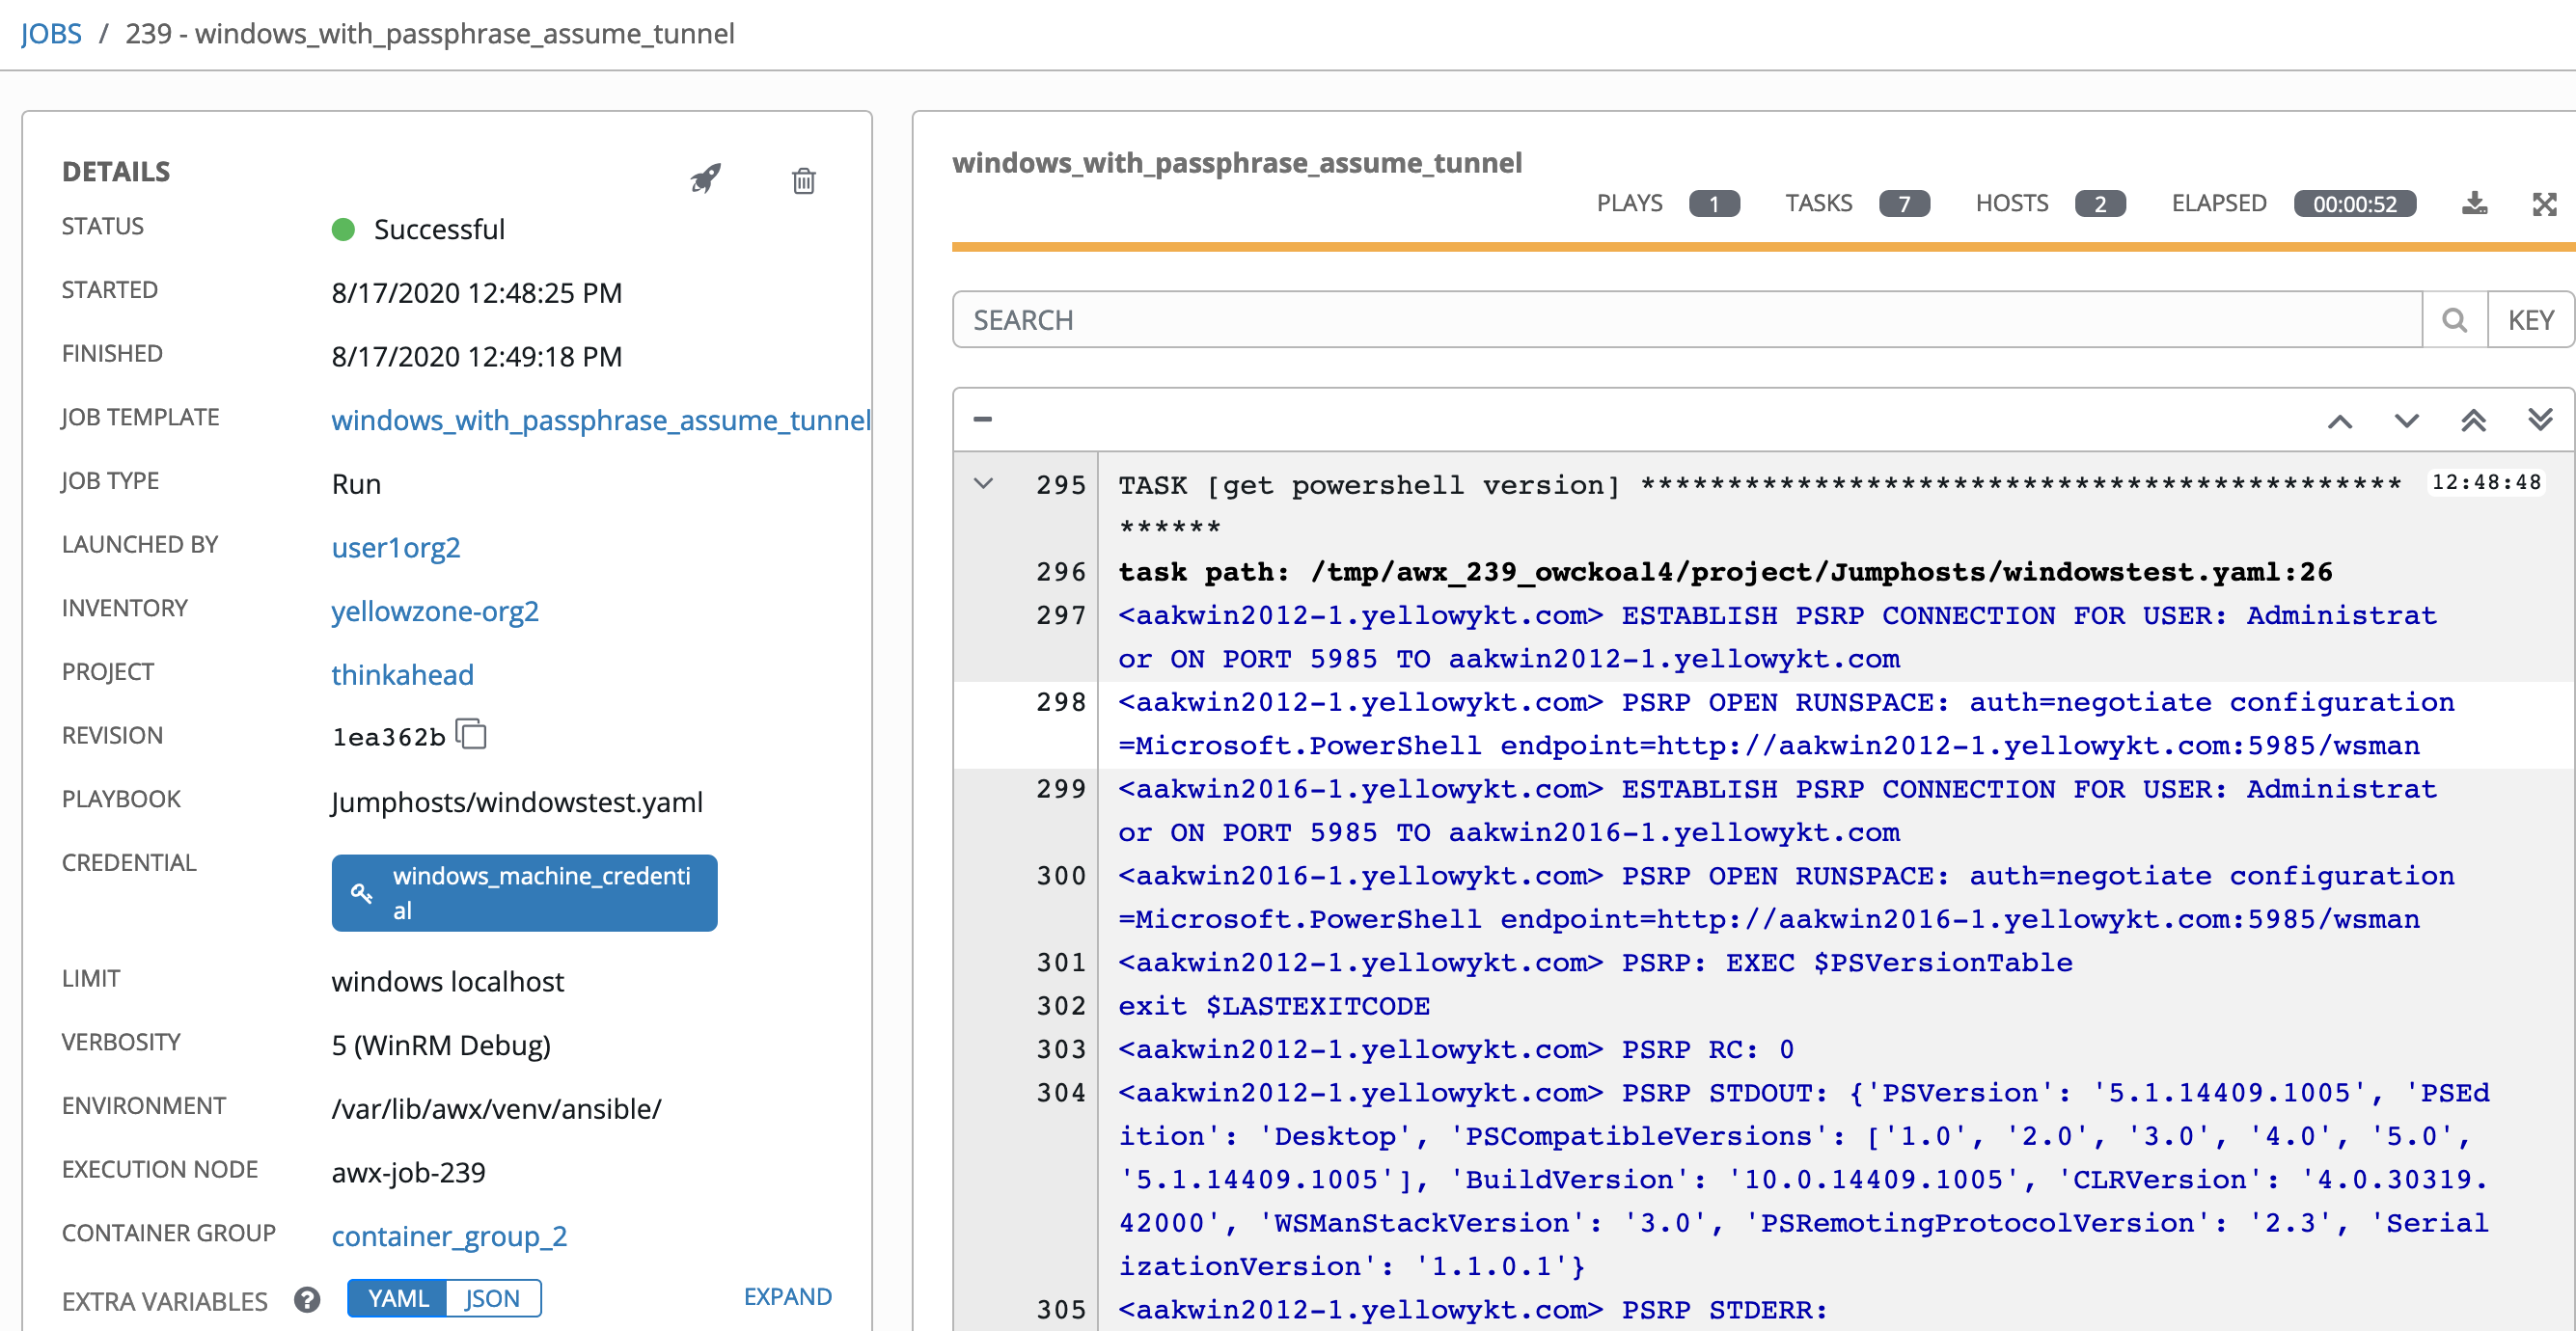 JOBS / 239 - windows_with_passphrase_assume_tunnel
DETAILS
STATUS Successful
STARTED 8/17/2020 12:48:25 PM
FINISHED 8/17/2020 12:49:18 PM
JOB TEMPLATE windows_with_passphrase_assume_tunnel
JOB TYPE Run
LAUNCHED BY user1org2
INVENTORY yellowzone-org2
PROJECT thinkahead
REVISION 1ea362b
PLAYBOOK Jumphosts/windowstest.yaml
CREDENTIAL windows_machine_credenti
al
LIMIT windows localhost
VERBOSITY 5 (WinRM Debug)
ENVIRONMENT /var/lib/awx/venv/ansible/
EXECUTION NODE awx-job-239
CONTAINER GROUP container_group_2
EXTRA VARIABLES ? YAML JSON EXPAND
windows_with_passphrase_assume_tunnel
PLAYS 1 TASKS 7 HOSTS 2 ELAPSED 00:00:52
SEARCH KEY
295 TASK [get powershell version] ******************************************** 12:48:48
******
296 task path: /tmp/awx_239_owckoal4/project/Jumphosts/windowstest.yaml:26
297 <aakwin2012-1.yellowykt.com> ESTABLISH PSRP CONNECTION FOR USER: Administrat
or ON PORT 5985 TO aakwin2012-1.yellowykt.com
298 <aakwin2012-1.yellowykt.com> PSRP OPEN RUNSPACE: auth=negotiate configuration
=Microsoft.PowerShell endpoint=http://aakwin2012-1.yellowykt.com:5985/wsman
299 <aakwin2016-1.yellowykt.com> ESTABLISH PSRP CONNECTION FOR USER: Administrat
or ON PORT 5985 TO aakwin2016-1.yellowykt.com
300 <aakwin2016-1.yellowykt.com> PSRP OPEN RUNSPACE: auth=negotiate configuration
=Microsoft.PowerShell endpoint=http://aakwin2016-1.yellowykt.com:5985/wsman
301 <aakwin2012-1.yellowykt.com> PSRP: EXEC $PSVersionTable
302 exit $LASTEXITCODE
303 <aakwin2012-1.yellowykt.com> PSRP RC: 0
304 <aakwin2012-1.yellowykt.com> PSRP STDOUT: {'PSVersion': '5.1.14409.1005', 'PSEd
ition': 'Desktop', 'PSCompatibleVersions': ['1.0', '2.0', '3.0', '4.0', '5.0',
'5.1.14409.1005'], 'BuildVersion': '10.0.14409.1005', 'CLRVersion': '4.0.30319.
42000', 'WSManStackVersion': '3.0', 'PSRemotingProtocolVersion': '2.3', 'Serial
izationVersion': '1.1.0.1'}
305 <aakwin2012-1.yellowykt.com> PSRP STDERR: